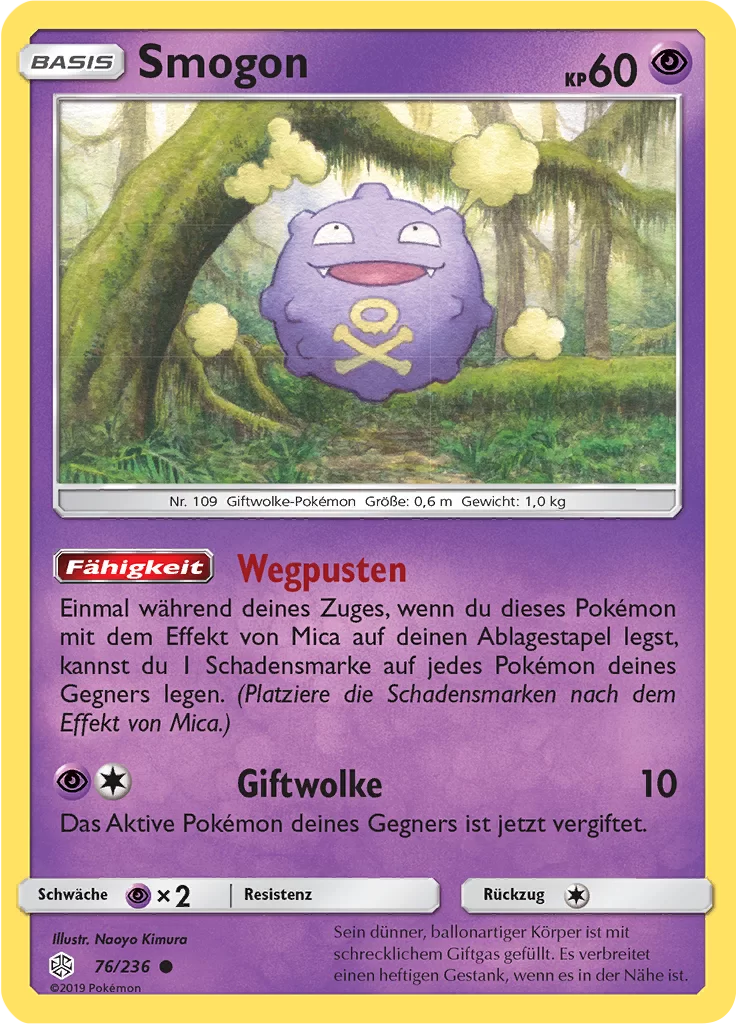 BASIS Smogon KP60
Nr. 109 Giftwolke-Pokémon Größe: 0,6 m Gewicht: 1,0 kg
Fähigkeit Wegpusten
Einmal während deines Zuges, wenn du dieses Pokémon
mit dem Effekt von Mica auf deinen Ablagestapel legst,
kannst du 1 Schadensmarke auf jedes Pokémon deines
Gegners legen. (Platziere die Schadensmarken nach dem
Effekt von Mica.)
Giftwolke 10
Das Aktive Pokémon deines Gegners ist jetzt vergiftet.
Schwäche ×2 Resistenz Rückzug
Illustr. Naoyo Kimura
76/236
©2019 Pokémon
Sein dünner, ballonartiger Körper ist mit
schrecklichem Giftgas gefüllt. Es verbreitet
einen heftigen Gestank, wenn es in der Nähe ist.